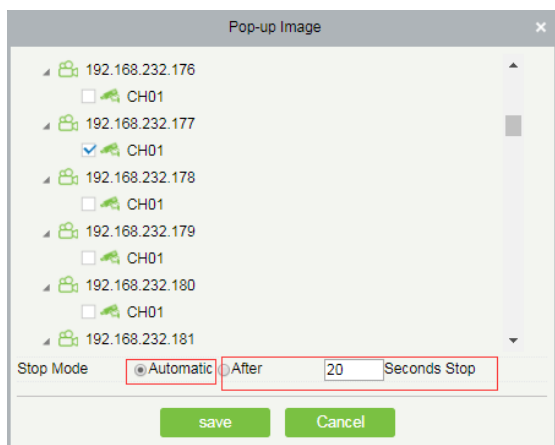 Pop-up Image
192.168.232.176
CH01
192.168.232.177
CH01
192.168.232.178
CH01
192.168.232.179
CH01
192.168.232.180
CH01
192.168.232.181
Stop Mode Automatic After 20 Seconds Stop
save Cancel